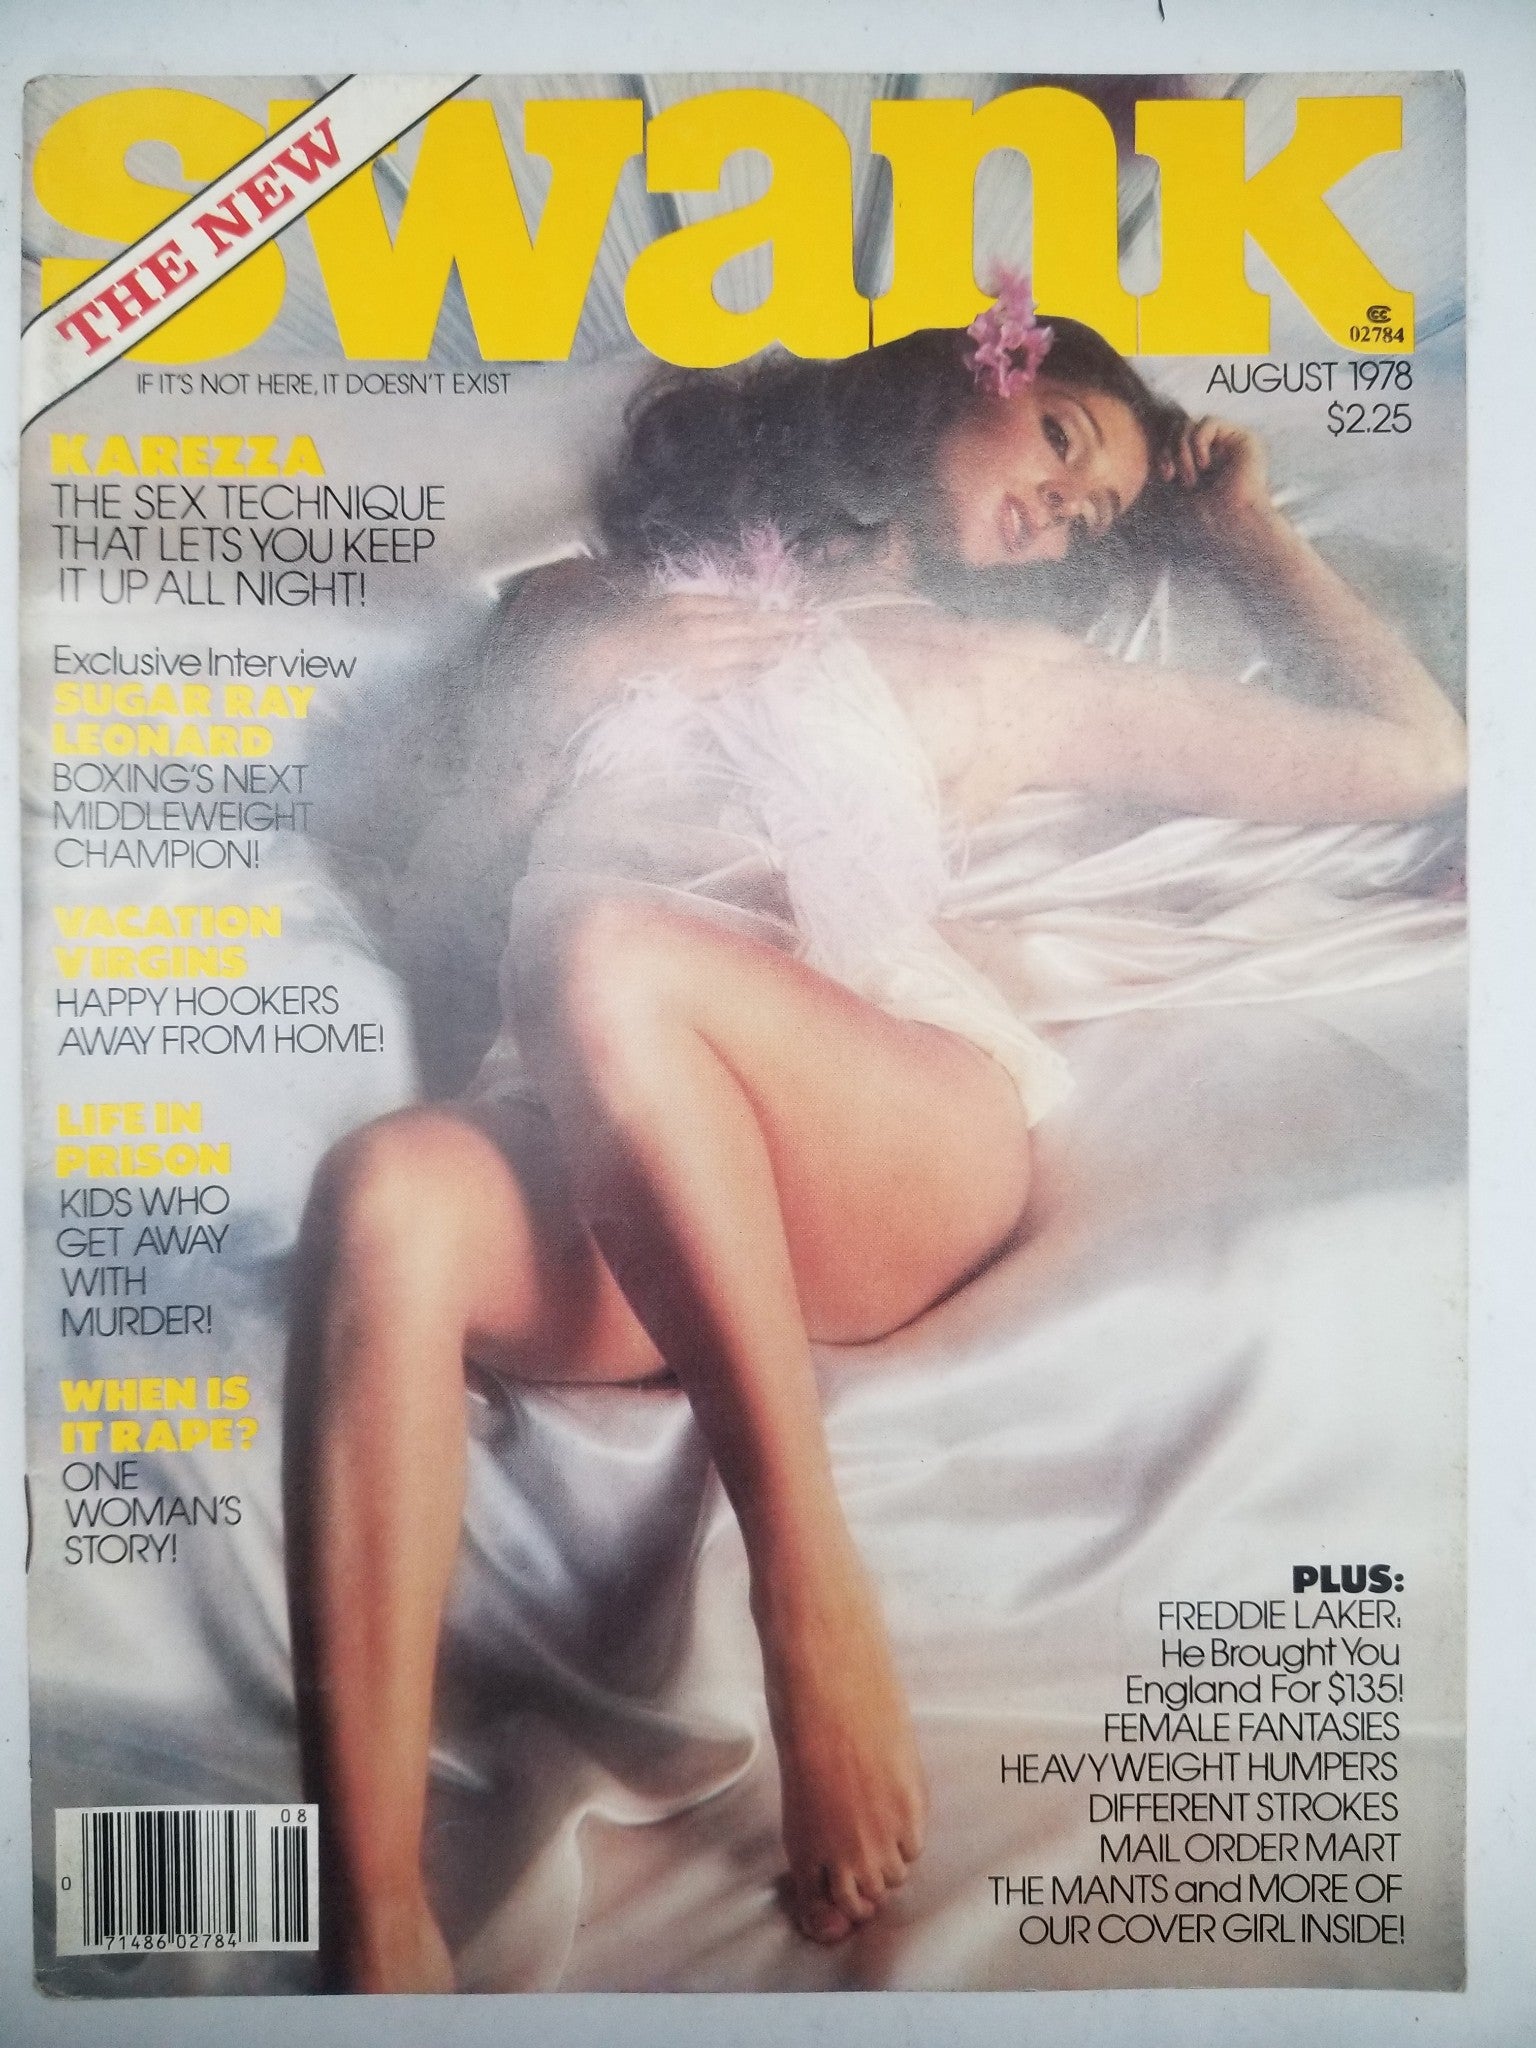 THE NEW
swank
CC
02784
IF IT'S NOT HERE, IT DOESN'T EXIST
AUGUST 1978
$2.25
KAREZZA
THE SEX TECHNIQUE
THAT LETS YOU KEEP
IT UP ALL NIGHT!
Exclusive Interview
SUGAR RAY
LEONARD
BOXING'S NEXT
MIDDLEWEIGHT
CHAMPION!
VACATION
VIRGINS
HAPPY HOOKERS
AWAY FROM HOME!
LIFE IN
PRISON
KIDS WHO
GET AWAY
WITH
MURDER!
WHEN IS
IT RAPE?
ONE
WOMAN'S
STORY!
PLUS:
FREDDIE LAKER:
He Brought You
England For $135!
FEMALE FANTASIES
HEAVYWEIGHT HUMPERS
DIFFERENT STROKES
MAIL ORDER MART
THE MANTS and MORE OF
OUR COVER GIRL INSIDE!
08
0
71486 02784